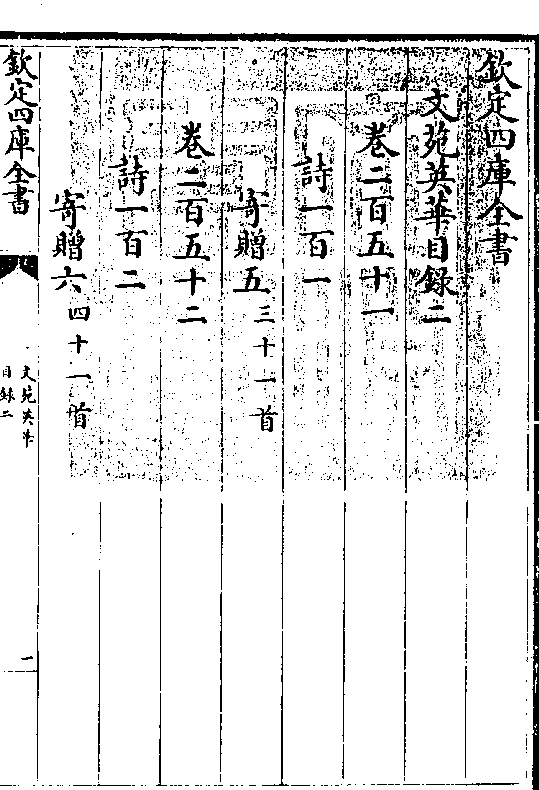 欽定四庫全書
文苑英華目録二
卷二百五十一
詩一百一
寄贈五三十一首
卷二百五十二
詩一百二
寄贈六四十一首
欽定四庫全書
文苑英華
目録二
一